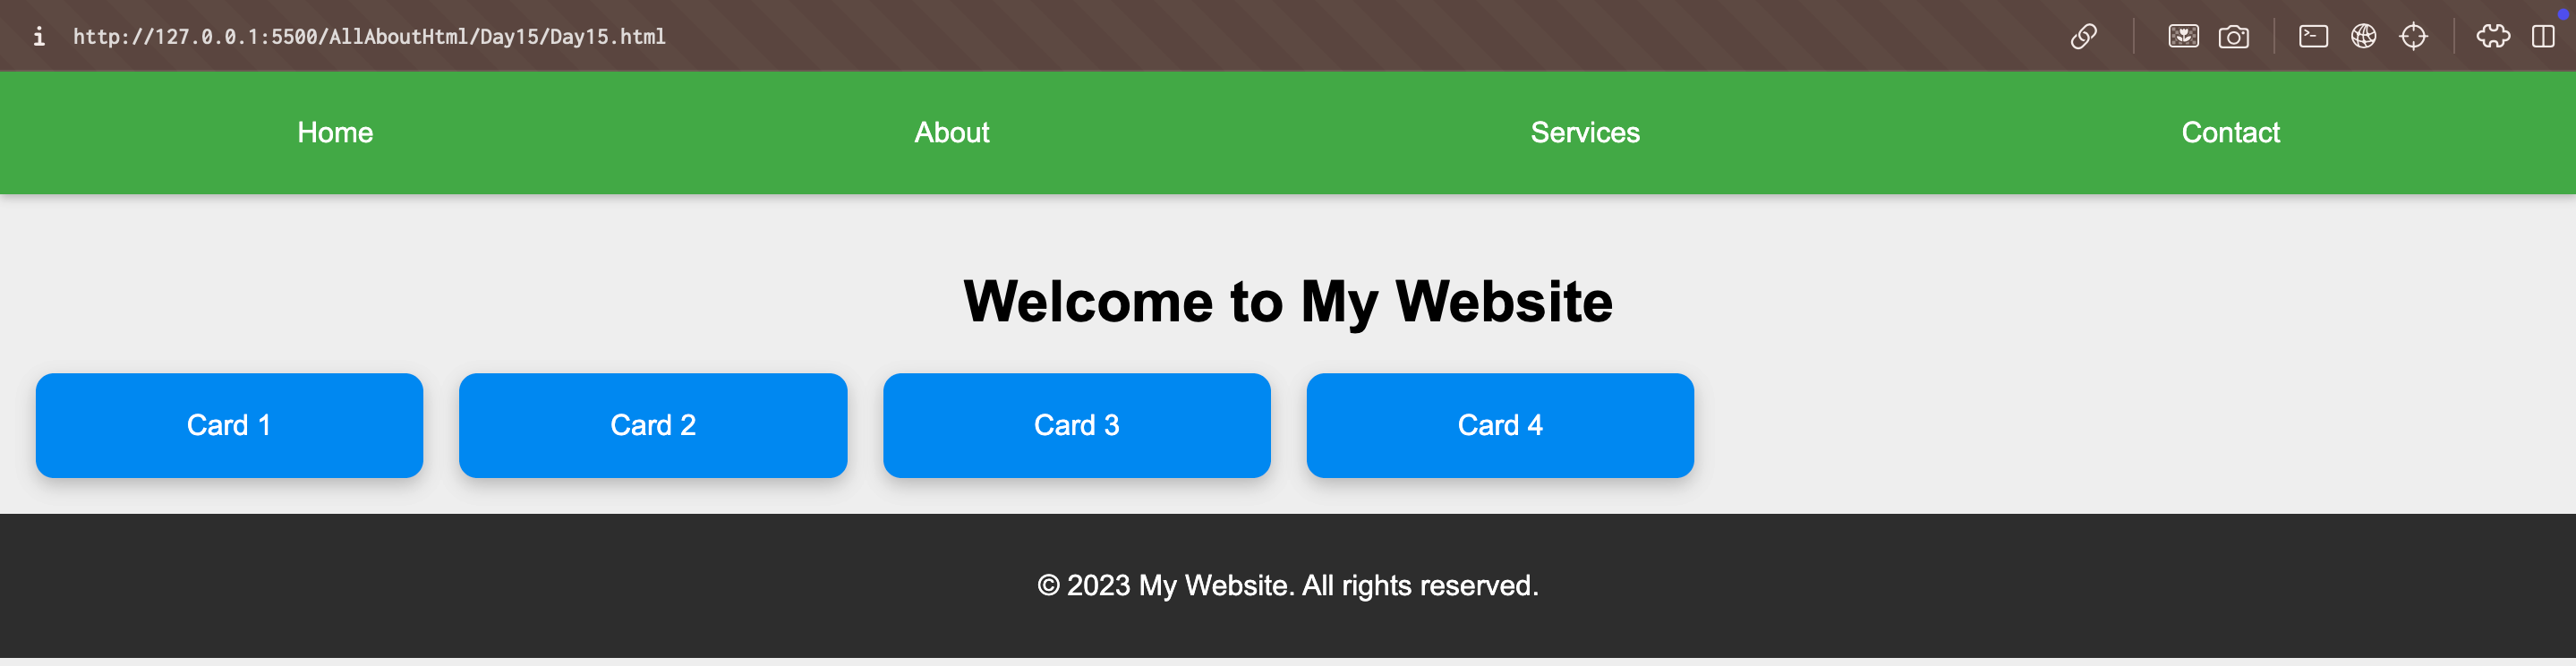 http://127.0.0.1:5500/AllAboutHtml/Day15/Day15.html
Home About Services Contact
Welcome to My Website
Card 1 Card 2 Card 3 Card 4
© 2023 My Website. All rights reserved.